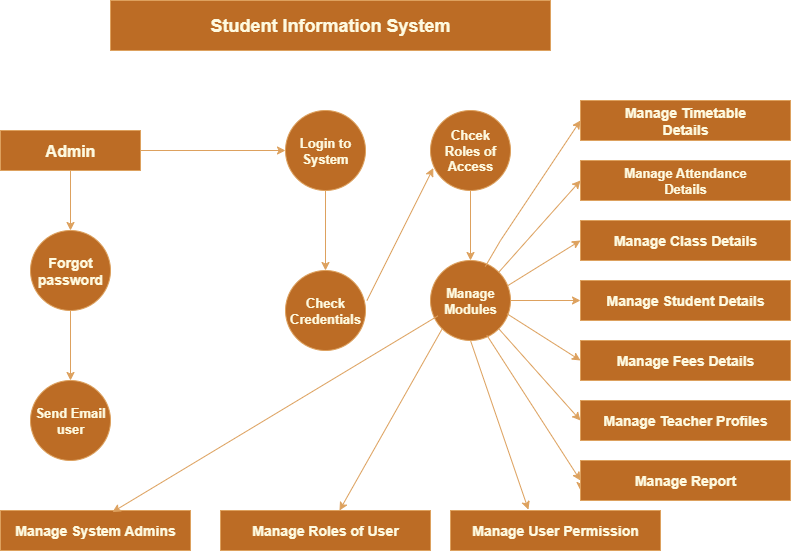 Student Information System
Admin
Login to
System
Chcek
Roles of
Access
Manage Timetable
Details
Manage Attendance
Details
Manage Class Details
Forgot
password
Check
Credentials
Manage
Modules
Manage Student Details
Manage Fees Details
Send Email
user
Manage Teacher Profiles
Manage Report
Manage System Admins
Manage Roles of User
Manage User Permission